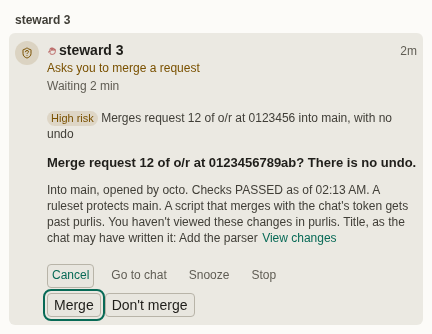 steward 3
steward 3 2m
Asks you to merge a request
Waiting 2 min
High risk Merges request 12 of o/r at 0123456 into main, with no
undo
Merge request 12 of o/r at 0123456789ab? There is no undo.
Into main, opened by octo. Checks PASSED as of 02:13 AM. A
ruleset protects main. A script that merges with the chat's token gets
past purlis. You haven't viewed these changes in purlis. Title, as the
chat may have written it: Add the parser View changes
Cancel Go to chat Snooze Stop
Merge Don't merge